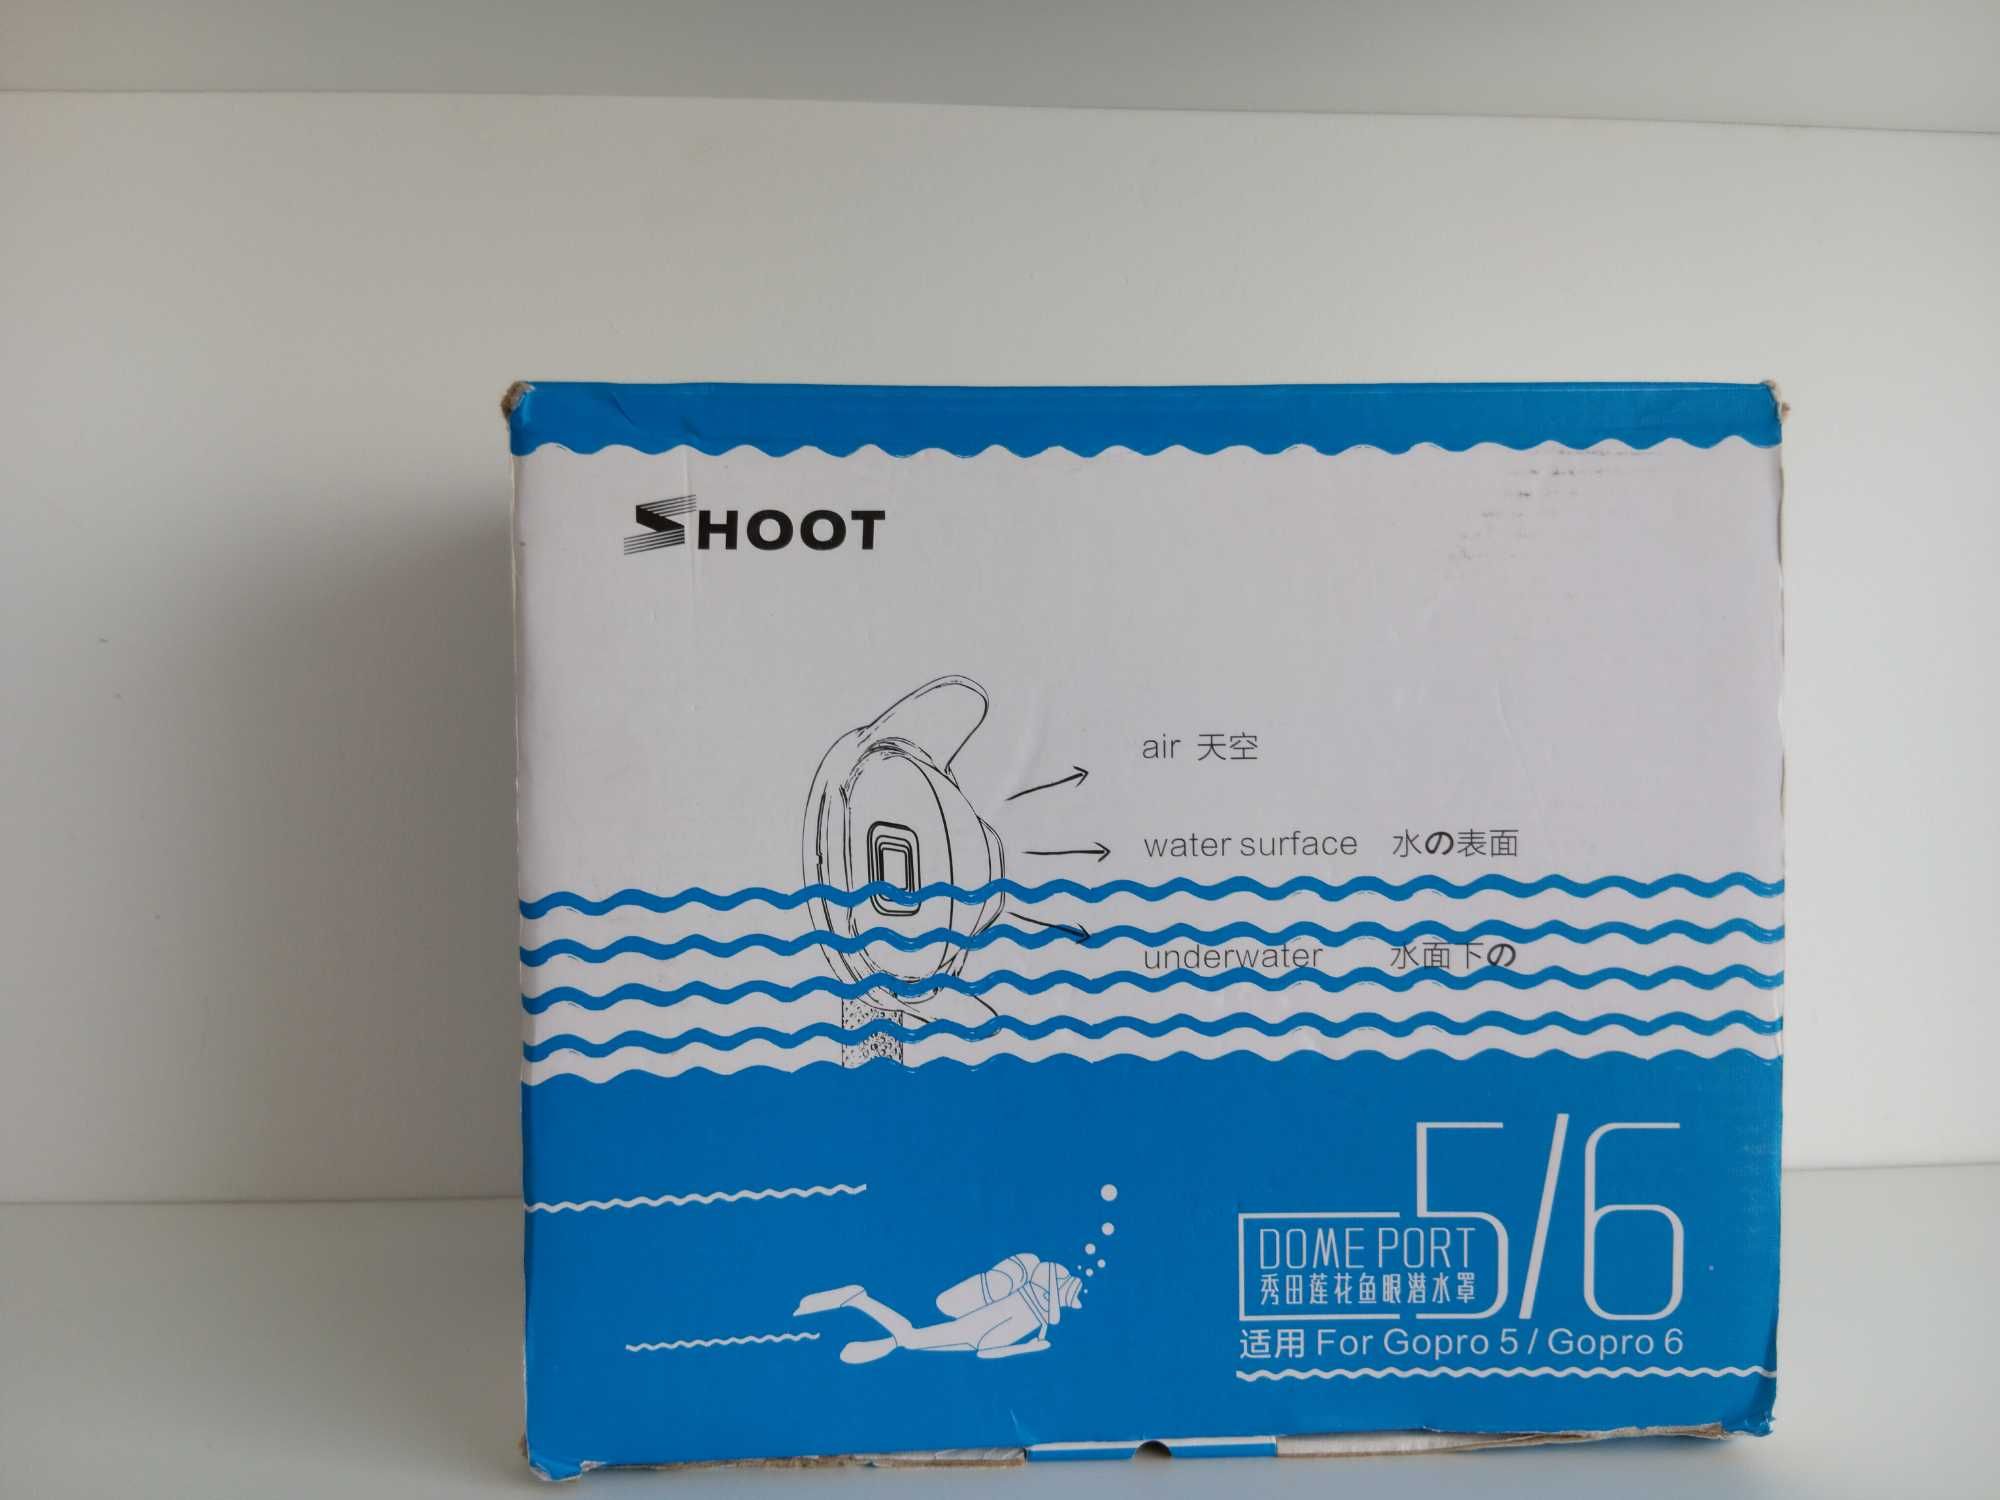 SHOOT
air 天空
water surface 水の表面
underwater 水面下の
5/6
DOME PORT
秀田莲花鱼眼潜水罩
适用 For Gopro 5 / Gopro 6